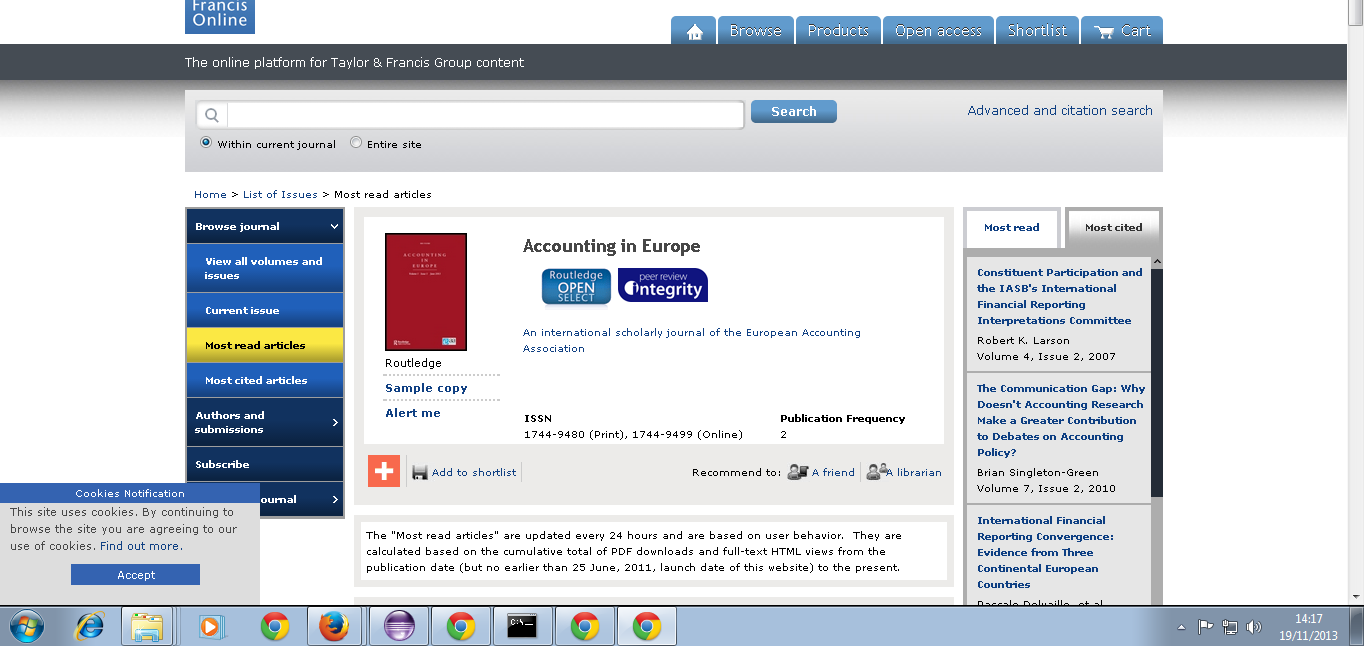 Francis
Online
Browse
Products
Open access
Shortlist
Cart
The online platform for Taylor & Francis Group content
Search
Advanced and citation search
Within current journal
Entire site
Home > List of Issues > Most read articles
Browse journal
View all volumes and
issues
Current issue
Most read articles
Most cited articles
Authors and
submissions
Subscribe
ournal
Cookies Notification
This site uses cookies. By continuing to
browse the site you are agreeing to our
use of cookies. Find out more.
Accept
ACCOUNTING
IN EUROPE
Routledge
Sample copy
Alert me
Accounting in Europe
Routledge
OPEN
SELECT
peer review
integrity
An international scholarly journal of the European Accounting
Association
ISSN
1744-9480 (Print), 1744-9499 (Online)
Publication Frequency
2
Add to shortlist
Recommend to:
A friend
A librarian
The "Most read articles" are updated every 24 hours and are based on user behavior. They are
calculated based on the cumulative total of PDF downloads and full-text HTML views from the
publication date (but no earlier than 25 June, 2011, launch date of this website) to the present.
Most read
Most cited
Constituent Participation and
the IASB's International
Financial Reporting
Interpretations Committee
Robert K. Larson
Volume 4, Issue 2, 2007
The Communication Gap: Why
Doesn't Accounting Research
Make a Greater Contribution
to Debates on Accounting
Policy?
Brian Singleton-Green
Volume 7, Issue 2, 2010
International Financial
Reporting Convergence:
Evidence from Three
Continental European
Countries
Pascale Delvaille, et al.
C:\_
14:17
19/11/2013